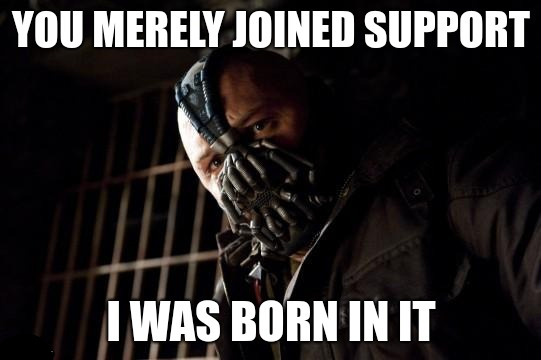 YOU MERELY JOINED SUPPORT
I WAS BORN IN IT